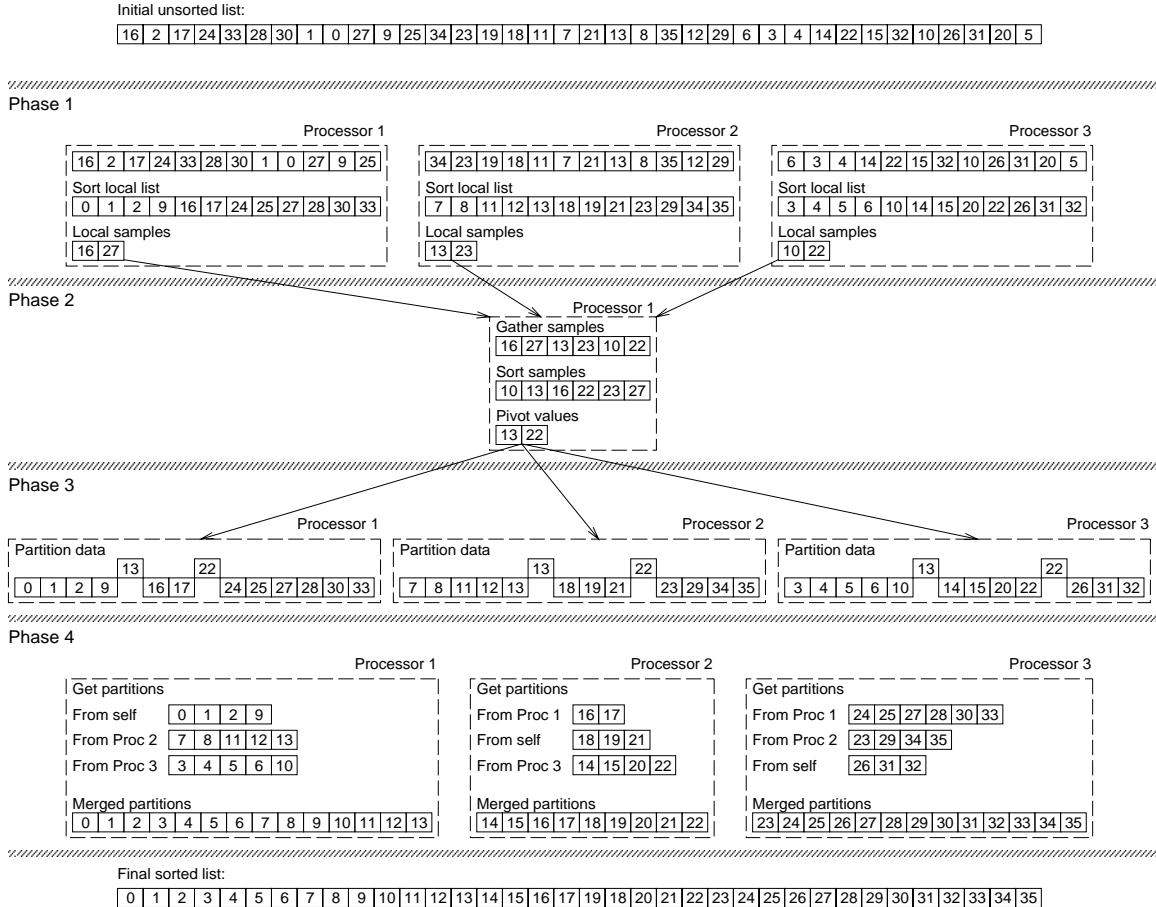 Initial unsorted list:
16 2 17 24 33 28 30 1 0 27 9 25 34 23 19 18 11 7 21 13 8 35 12 29 6 3 4 14 22 15 32 10 26 31 20 5
Phase 1
Processor 1
16 2 17 24 33 28 30 1 0 27 9 25
Sort local list
0 1 2 9 16 17 24 25 27 28 30 33
Local samples
16 27
Processor 2
34 23 19 18 11 7 21 13 8 35 12 29
Sort local list
7 8 11 12 13 18 19 21 23 29 34 35
Local samples
13 23
Processor 3
6 3 4 14 22 15 32 10 26 31 20 5
Sort local list
3 4 5 6 10 14 15 20 22 26 31 32
Local samples
10 22
Phase 2
Processor 1
Gather samples
16 27 13 23 10 22
Sort samples
10 13 16 22 23 27
Pivot values
13 22
Phase 3
Processor 1
Partition data
13 22
0 1 2 9 16 17 24 25 27 28 30 33
Processor 2
Partition data
13 22
7 8 11 12 13 18 19 21 23 29 34 35
Processor 3
Partition data
13 22
3 4 5 6 10 14 15 20 22 26 31 32
Phase 4
Processor 1
Get partitions
From self 0 1 2 9
From Proc 2 7 8 11 12 13
From Proc 3 3 4 5 6 10
Merged partitions
0 1 2 3 4 5 6 7 8 9 10 11 12 13
Processor 2
Get partitions
From Proc 1 16 17
From self 18 19 21
From Proc 3 14 15 20 22
Merged partitions
14 15 16 17 18 19 20 21 22
Processor 3
Get partitions
From Proc 1 24 25 27 28 30 33
From Proc 2 23 29 34 35
From self 26 31 32
Merged partitions
23 24 25 26 27 28 29 30 31 32 33 34 35
Final sorted list:
0 1 2 3 4 5 6 7 8 9 10 11 12 13 14 15 16 17 18 19 20 21 22 23 24 25 26 27 28 29 30 31 32 33 34 35